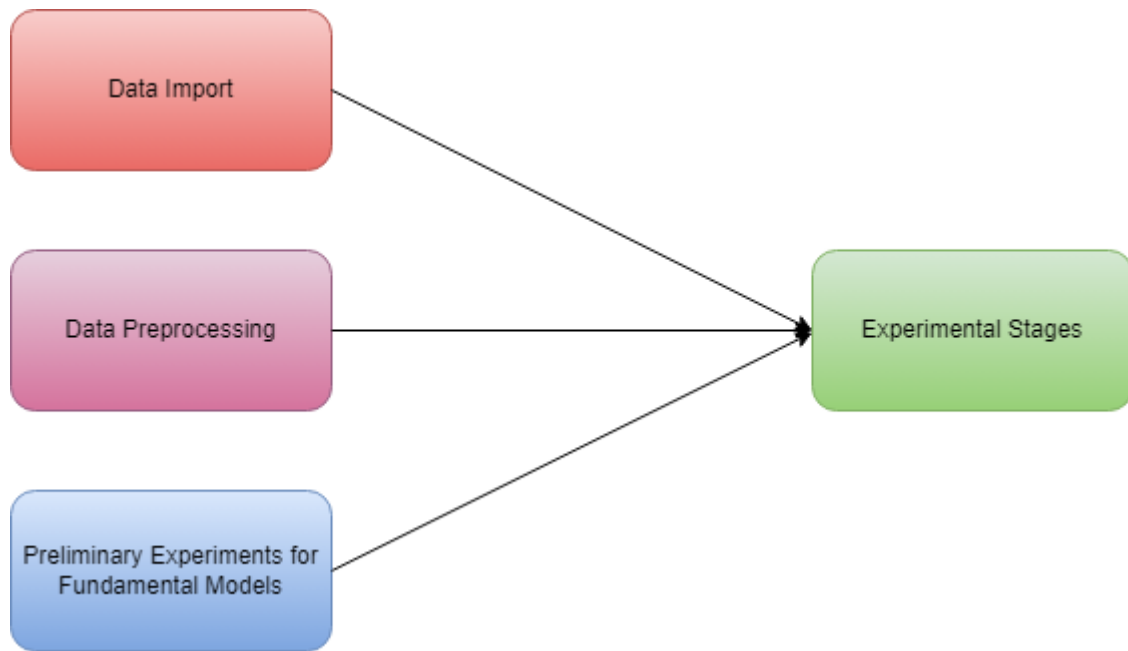 Data Import
Data Preprocessing
Experimental Stages
Preliminary Experiments for
Fundamental Models